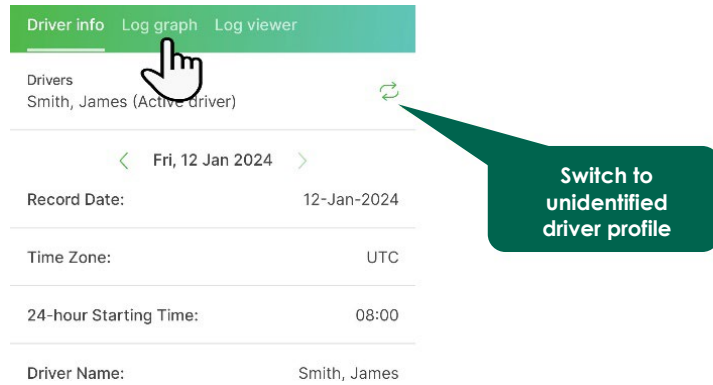 Driver info Log graph Log viewer
Drivers
Smith, James (Active driver)
Fri, 12 Jan 2024
Record Date: 12-Jan-2024
Time Zone: UTC
24-hour Starting Time: 08:00
Driver Name: Smith, James
Switch to
unidentified
driver profile